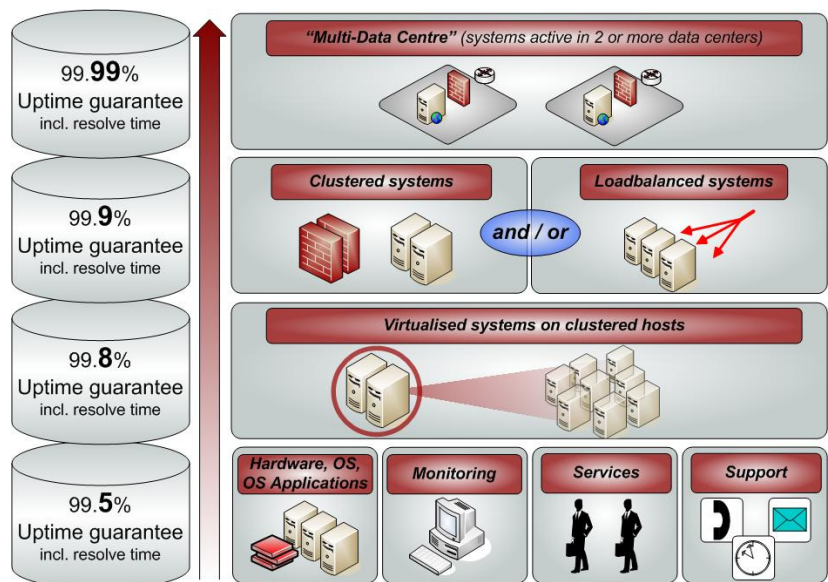 99.99%
Uptime guarantee
incl. resolve time
“Multi-Data Centre” (systems active in 2 or more data centers)
99.9%
Uptime guarantee
incl. resolve time
Clustered systems
and / or
Loadbalanced systems
99.8%
Uptime guarantee
incl. resolve time
Virtualised systems on clustered hosts
99.5%
Uptime guarantee
incl. resolve time
Hardware, OS,
OS Applications
Monitoring
Services
Support